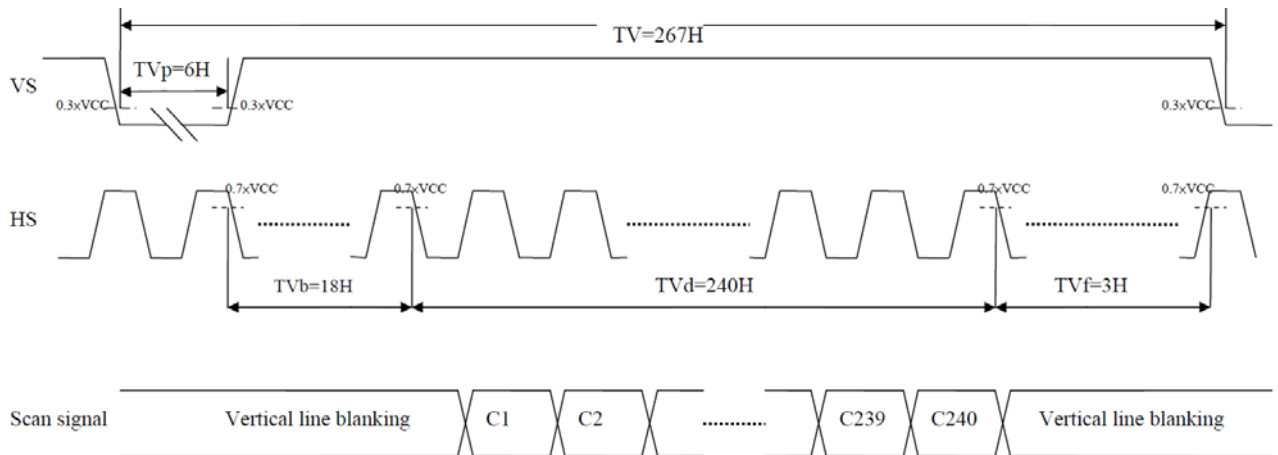 TV=267H
TVp=6H
VS
0.3xVCC 0.3xVCC 0.3xVCC
0.7xVCC 0.7xVCC 0.7xVCC 0.7xVCC
HS
TVb=18H TVd=240H TVf=3H
Scan signal Vertical line blanking C1 C2 C239 C240 Vertical line blanking